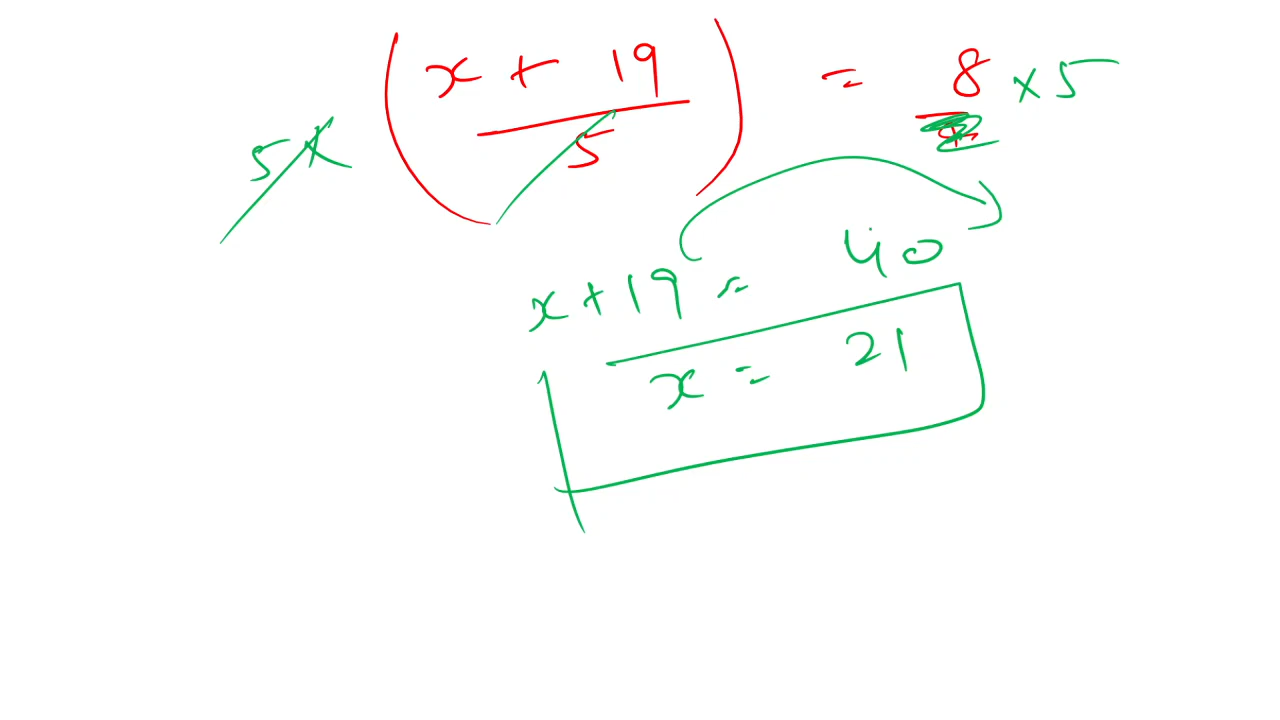 5 × (x + 19 / 5) = 8 × 5
x + 19 = 40
x = 21